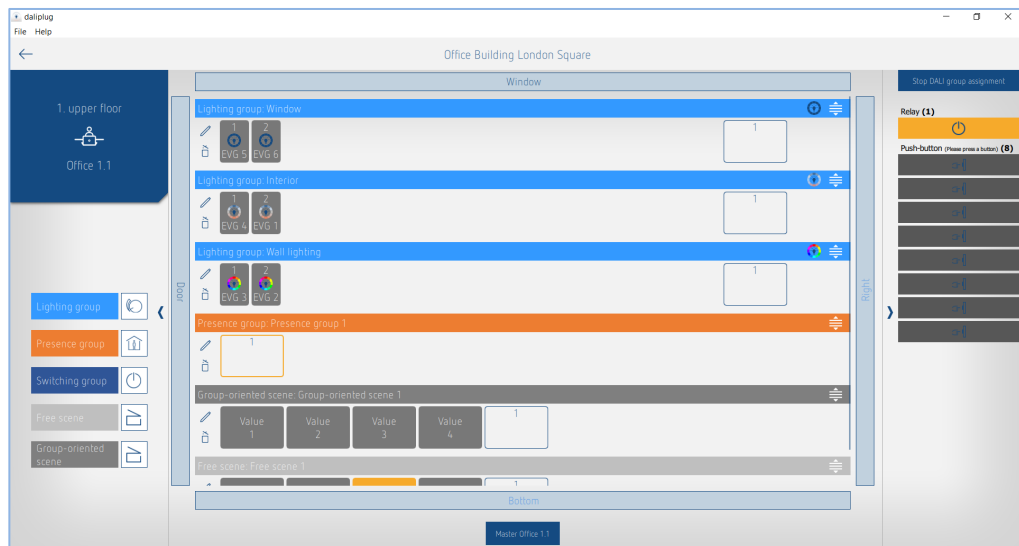 daliplug
File Help
Office Building London Square
1. upper floor
Office 1.1
Window
Stop DALI group assignment
Relay (1)
Push-button (Please press a button) (8)
Lighting group: Window
1 2 1
EVG 5 EVG 6
Lighting group: Interior
1 2 1
EVG 4 EVG 1
Lighting group: Wall lighting
1 2 1
EVG 3 EVG 2
Door
Right
Presence group: Presence group 1
1
Group-oriented scene: Group-oriented scene 1
Value 1
Value 2
Value 3
Value 4
1
Free scene: Free scene 1
1
Bottom
Master Office 1.1
Lighting group
Presence group
Switching group
Free scene
Group-oriented
scene